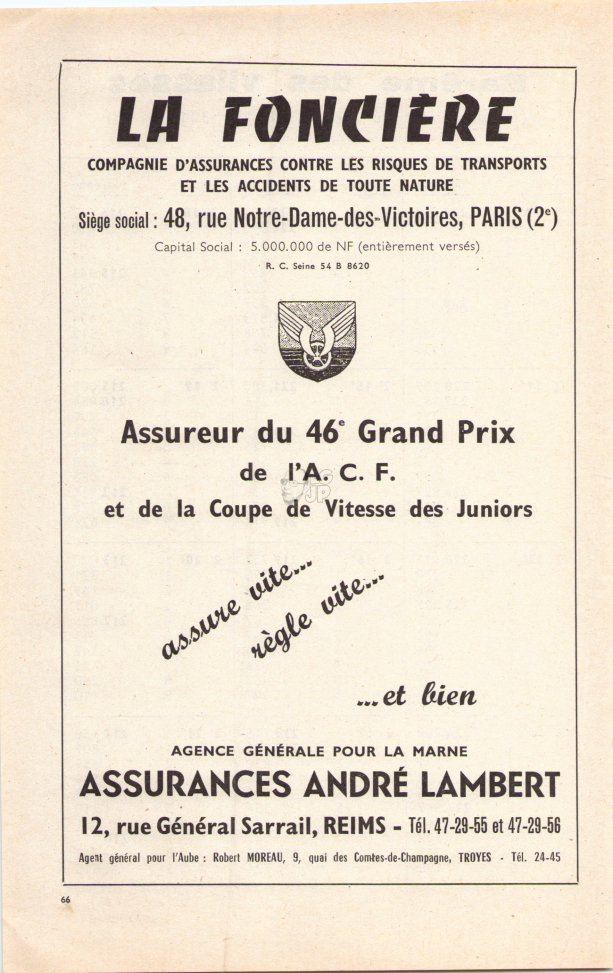 LA FONCIÈRE
COMPAGNIE D'ASSURANCES CONTRE LES RISQUES DE TRANSPORTS
ET LES ACCIDENTS DE TOUTE NATURE
Siège social : 48, rue Notre-Dame-des-Victoires, PARIS (2e)
Capital Social : 5.000.000 de NF (entièrement versés)
R. C. Seine 54 B 8620
Assureur du 46e Grand Prix
de l'A. C. F.
et de la Coupe de Vitesse des Juniors
assure vite...
règle vite...
...et bien
AGENCE GÉNÉRALE POUR LA MARNE
ASSURANCES ANDRÉ LAMBERT
12, rue Général Sarrail, REIMS - Tél. 47-29-55 et 47-29-56
Agent général pour l'Aube : Robert MOREAU, 9, quai des Comtes-de-Champagne, TROYES - Tél. 24-45
66